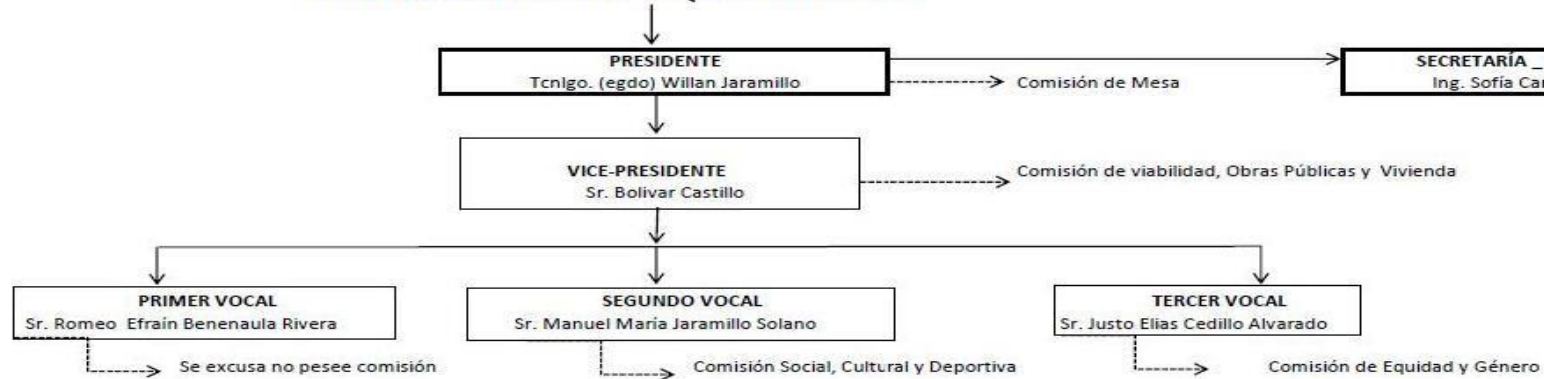 PRESIDENTE
Tcnlgo. (egdo) Willan Jaramillo
Comisión de Mesa
SECRETARÍA _
Ing. Sofía
VICE-PRESIDENTE
Sr. Bolivar Castillo
Comisión de viabilidad, Obras Públicas y Vivienda
PRIMER VOCAL
Sr. Romeo Efraín Benenaula Rivera
Se excusa no pesee comisión
SEGUNDO VOCAL
Sr. Manuel María Jaramillo Solano
Comisión Social, Cultural y Deportiva
TERCER VOCAL
Sr. Justo Elias Cedillo Alvarado
Comisión de Equidad y Género